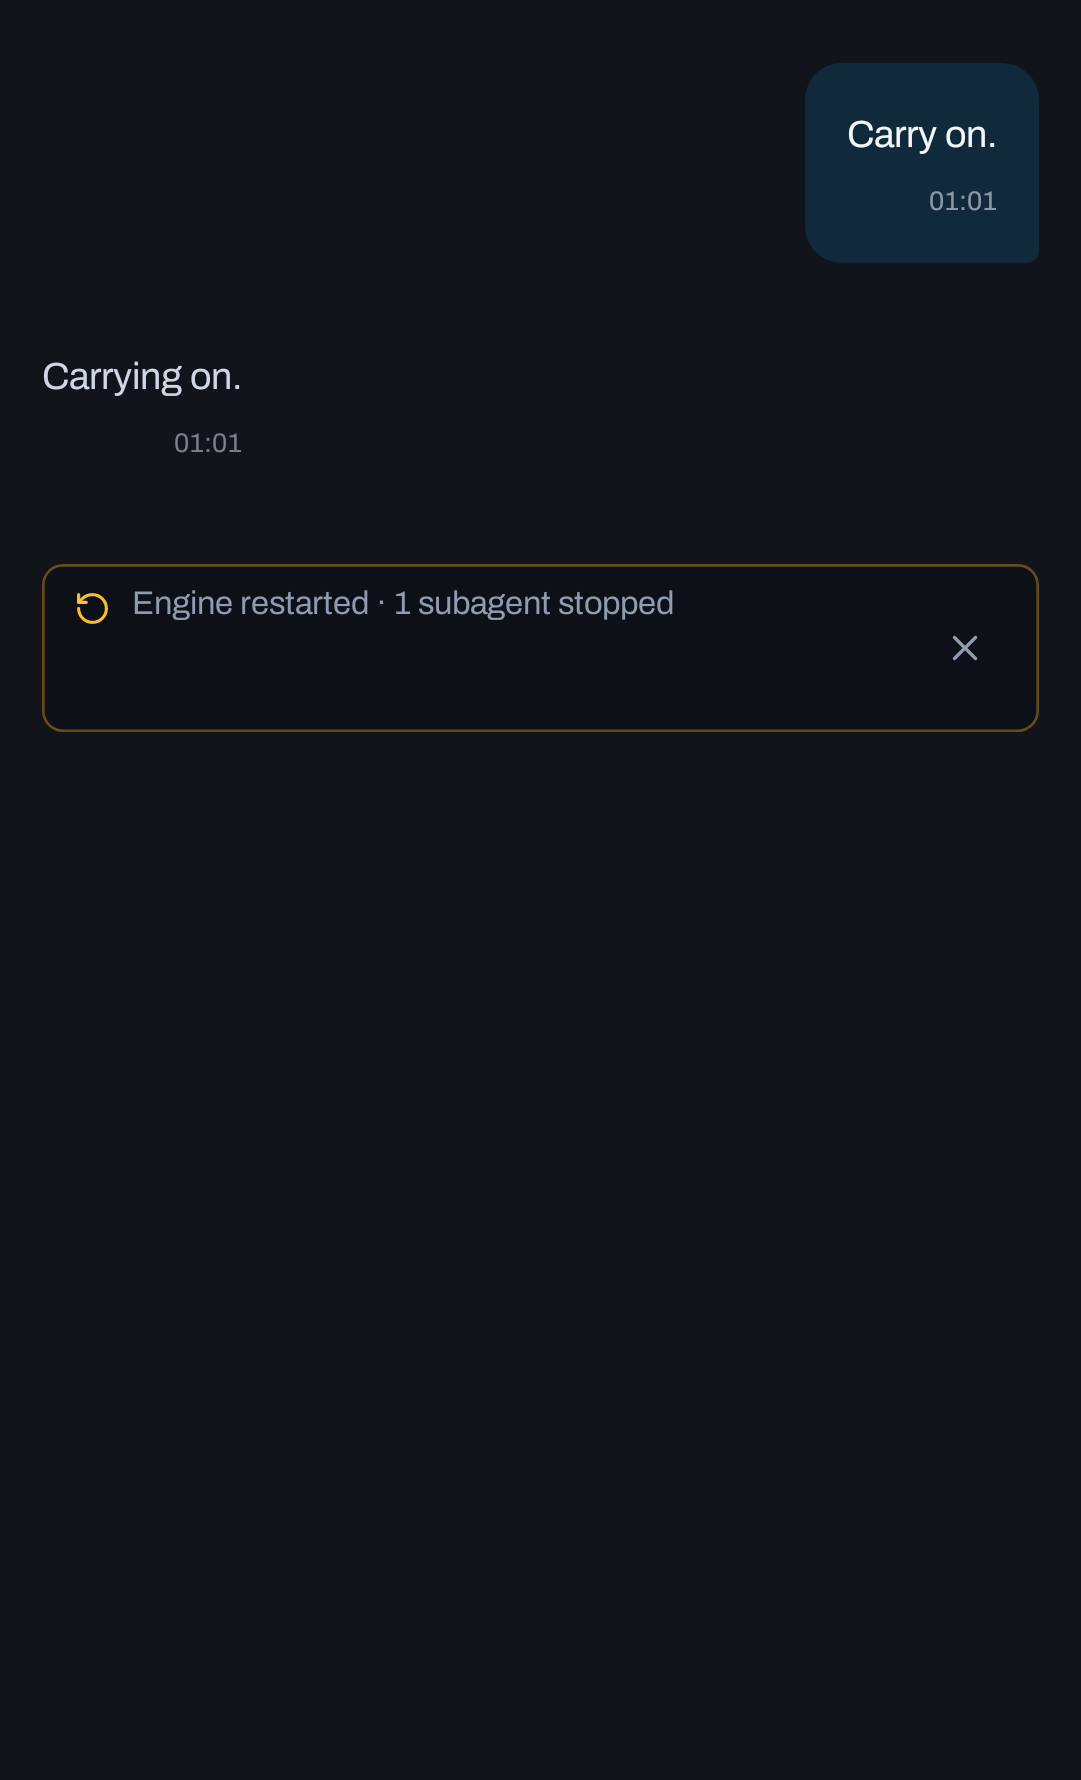 Carry on.
01:01
Carrying on.
01:01
Engine restarted · 1 subagent stopped